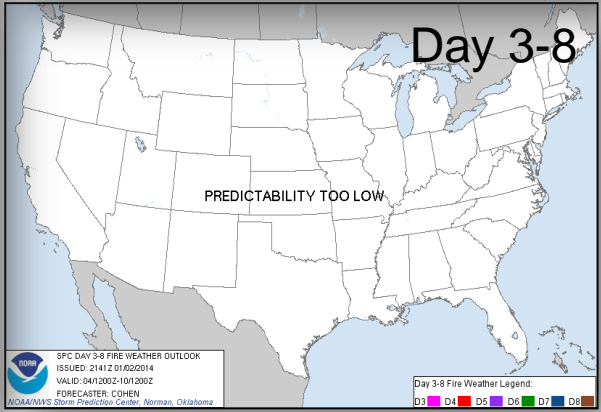 Day 3-8
PREDICTABILITY TOO LOW
NOAA
SPC DAY 3-8 FIRE WEATHER OUTLOOK
ISSUED: 2141Z 01/02/2014
VALID: 04/1200Z-10/1200Z
FORECASTER: COHEN
NOAA/NWS Storm Prediction Center, Norman, Oklahoma
Day 3-8 Fire Weather Legend:
D3 D4 D5 D6 D7 D8